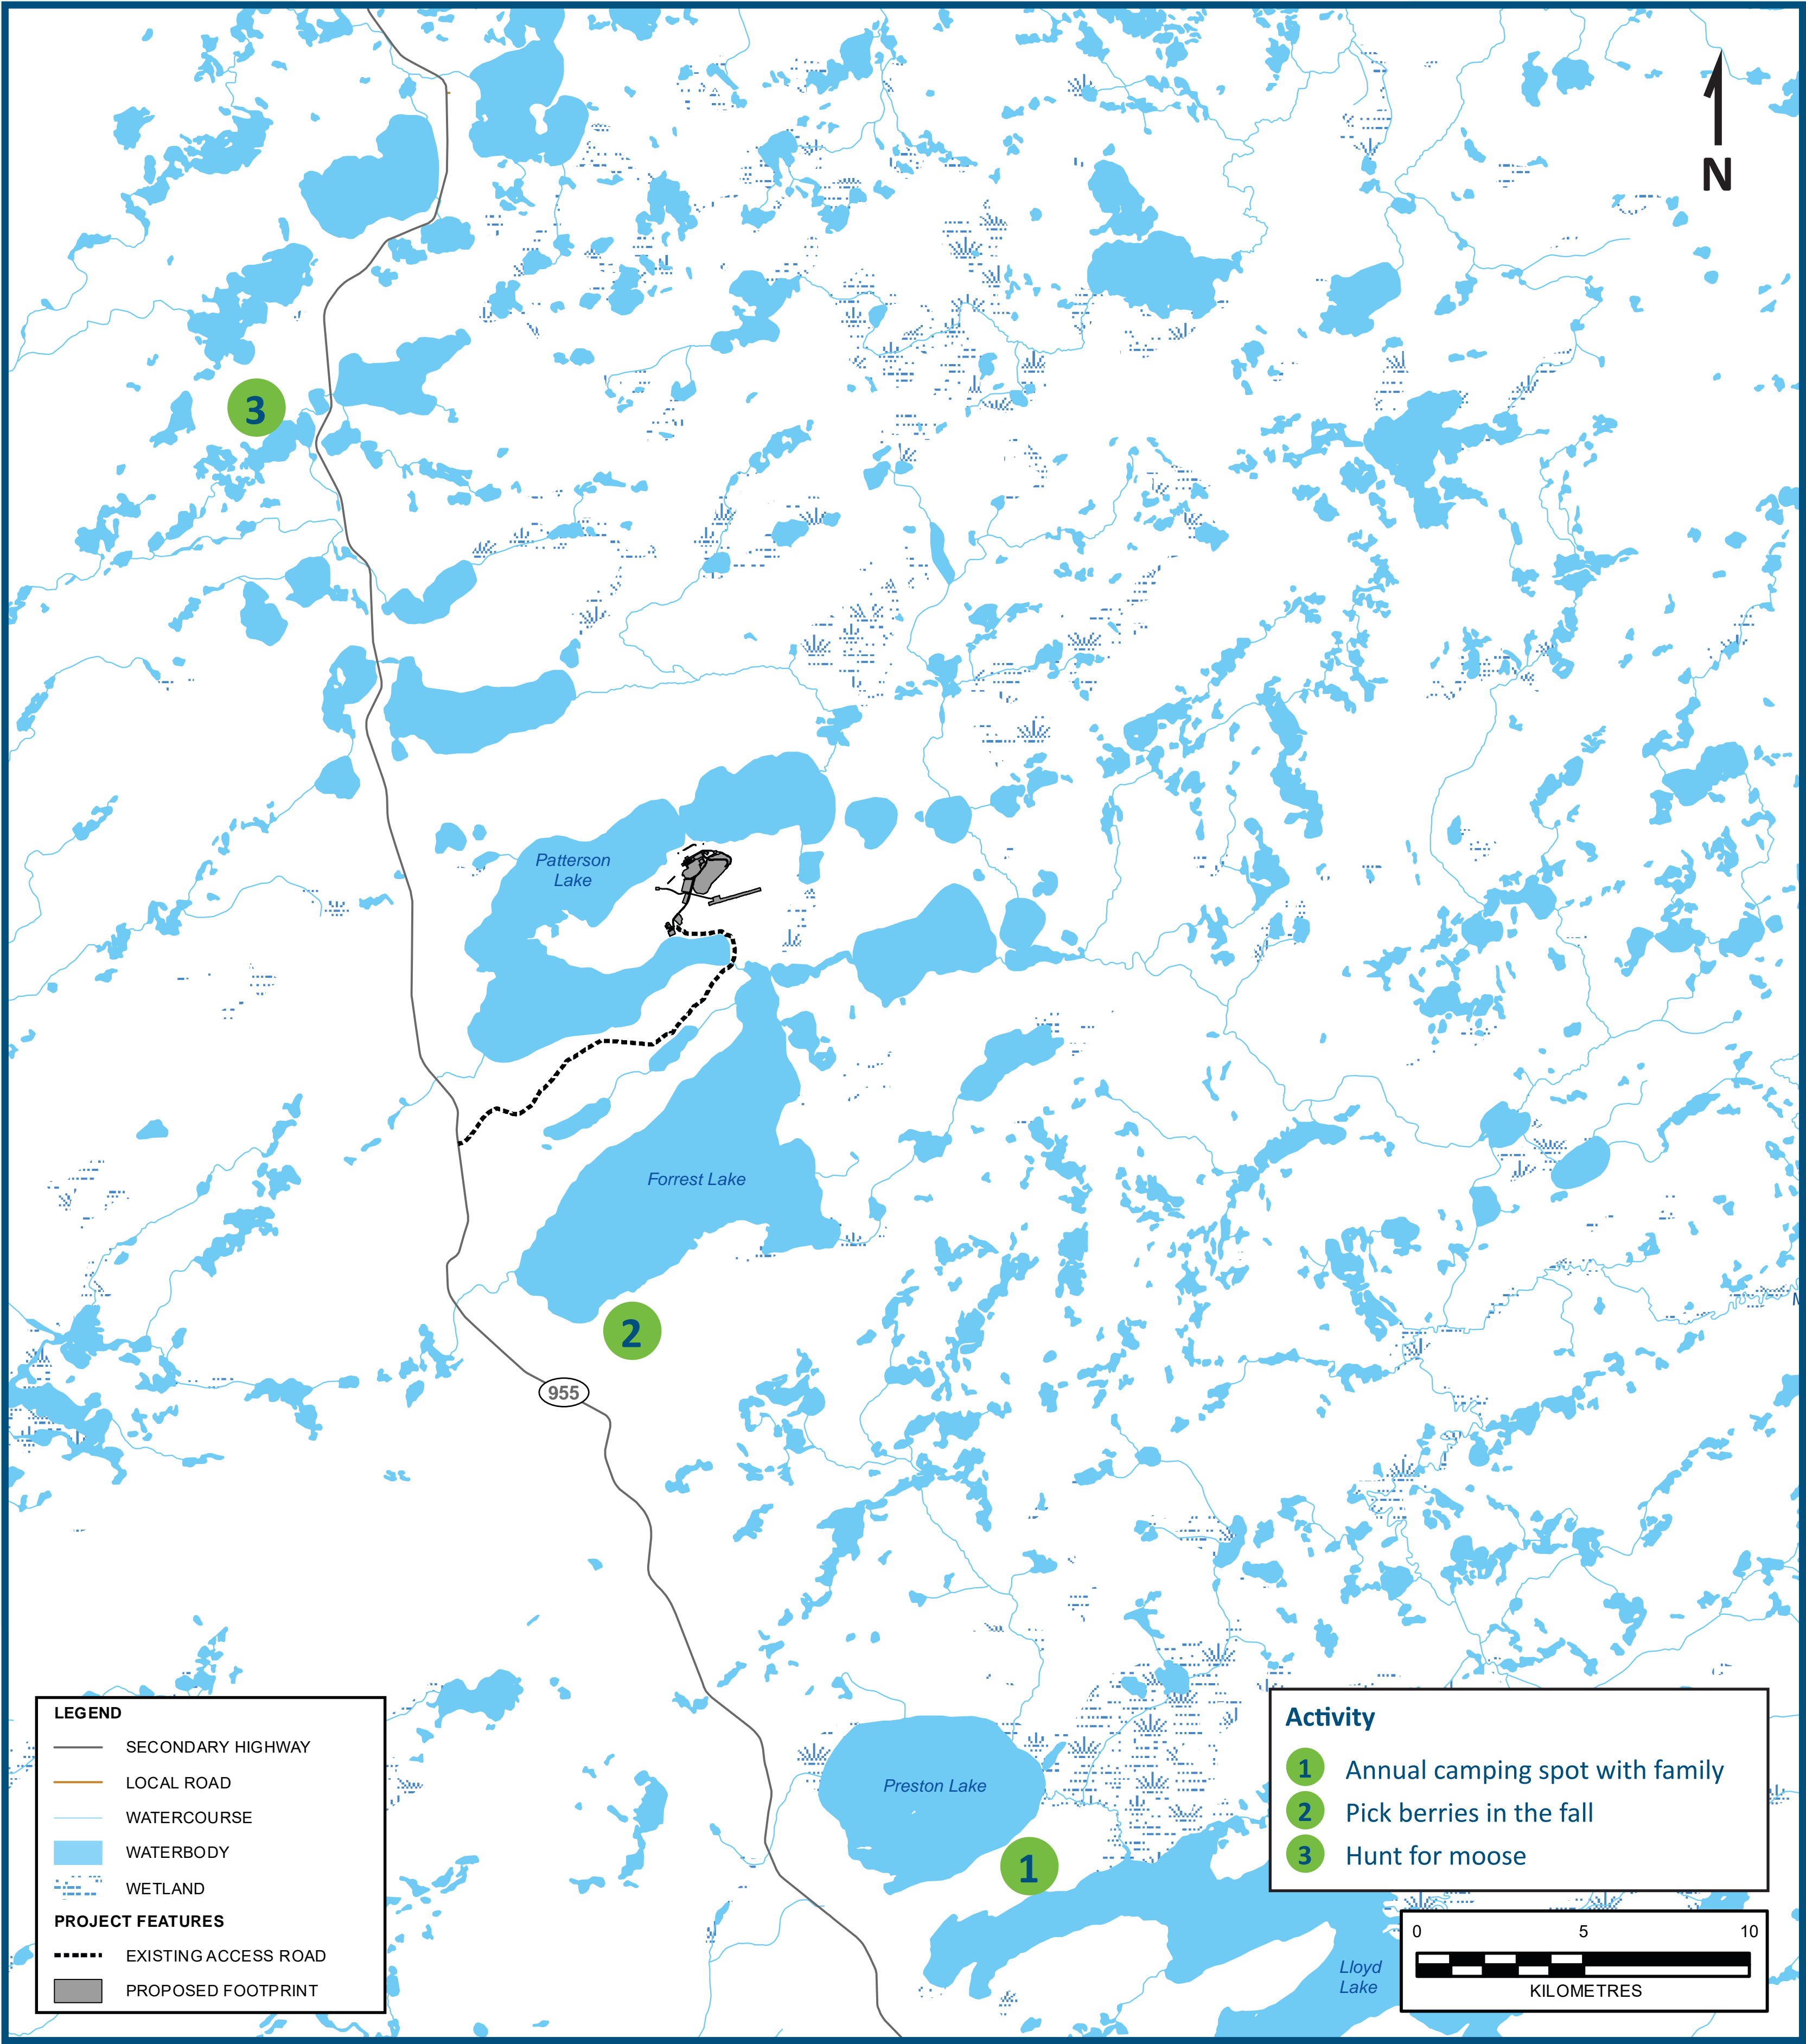 N
3
Patterson
Lake
Forrest Lake
2
955
Preston Lake
1
Lloyd
Lake
LEGEND
SECONDARY HIGHWAY
LOCAL ROAD
WATERCOURSE
WATERBODY
WETLAND
PROJECT FEATURES
EXISTING ACCESS ROAD
PROPOSED FOOTPRINT
Activity
1 Annual camping spot with family
2 Pick berries in the fall
3 Hunt for moose
0 5 10
KILOMETRES